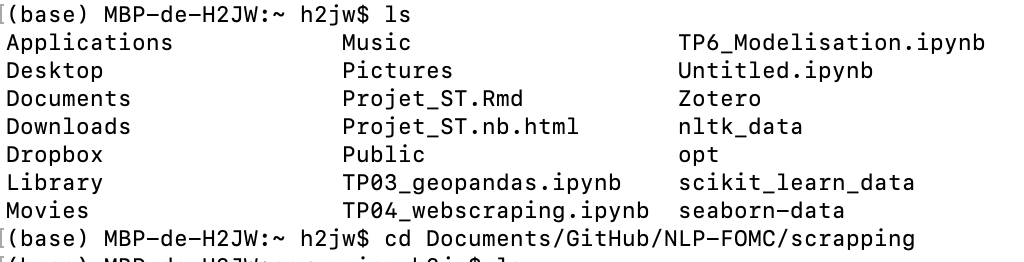 (base) MBP-de-H2JW:~ h2jw$ ls
Applications Music TP6_Modelisation.ipynb
Desktop Pictures Untitled.ipynb
Documents Projet_ST.Rmd Zotero
Downloads Projet_ST.nb.html nltk_data
Dropbox Public opt
Library TP03_geopandas.ipynb scikit_learn_data
Movies TP04_webscraping.ipynb seaborn-data
(base) MBP-de-H2JW:~ h2jw$ cd Documents/GitHub/NLP-FOMC/scrapping